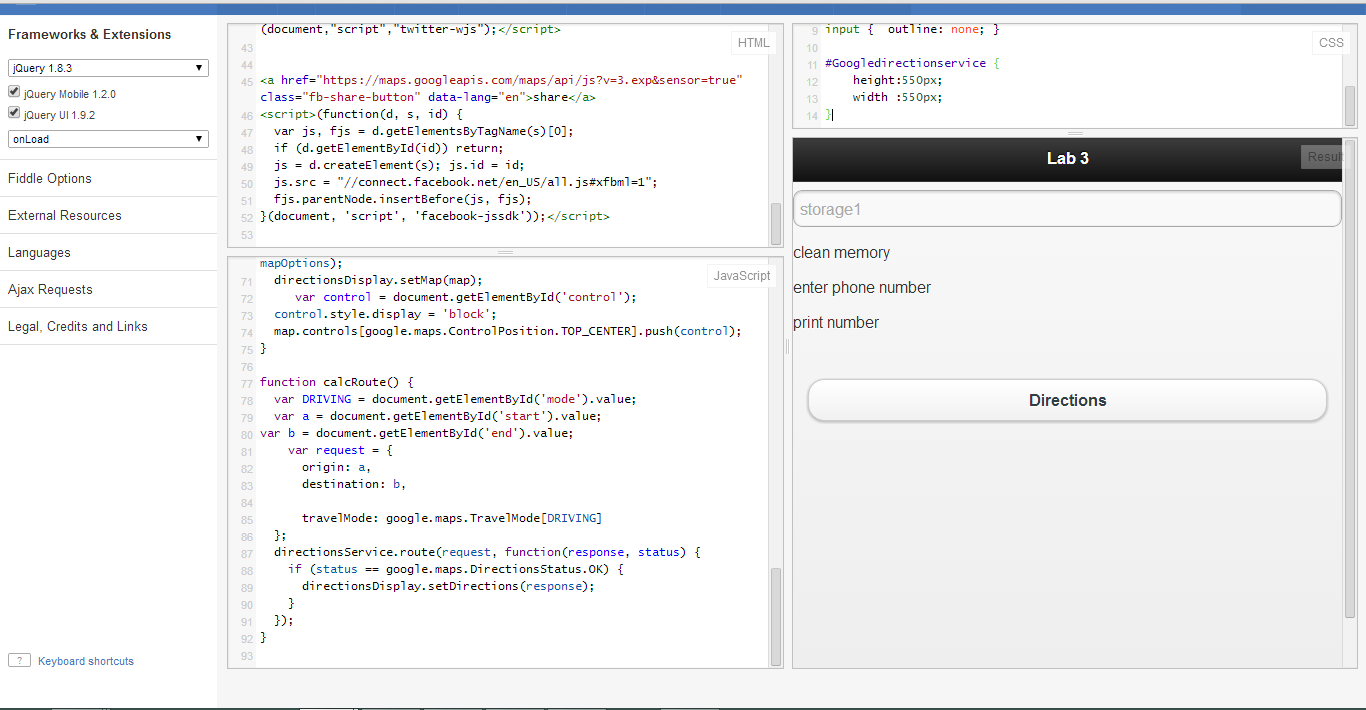 Frameworks & Extensions
jQuery 1.8.3
jQuery Mobile 1.2.0
jQuery UI 1.9.2
onLoad
Fiddle Options
External Resources
Languages
Ajax Requests
Legal, Credits and Links
? Keyboard shortcuts
HTML
(document,"script","twitter-wjs");</script>
43
44
45 <a href="https://maps.googleapis.com/maps/api/js?v=3.exp&sensor=true"
class="fb-share-button" data-lang="en">share</a>
46 <script>(function(d, s, id) {
47 var js, fjs = d.getElementsByTagName(s)[0];
48 if (d.getElementById(id)) return;
49 js = d.createElement(s); js.id = id;
50 js.src = "//connect.facebook.net/en_US/all.js#xfbml=1";
51 fjs.parentNode.insertBefore(js, fjs);
52 }(document, 'script', 'facebook-jssdk'));</script>
53
JavaScript
mapOptions);
71 directionsDisplay.setMap(map);
72 var control = document.getElementById('control');
73 control.style.display = 'block';
74 map.controls[google.maps.ControlPosition.TOP_CENTER].push(control);
75 }
76
77 function calcRoute() {
78 var DRIVING = document.getElementById('mode').value;
79 var a = document.getElementById('start').value;
80 var b = document.getElementById('end').value;
81 var request = {
82 origin: a,
83 destination: b,
84
85 travelMode: google.maps.TravelMode[DRIVING]
86 };
87 directionsService.route(request, function(response, status) {
88 if (status == google.maps.DirectionsStatus.OK) {
89 directionsDisplay.setDirections(response);
90 }
91 });
92 }
93
CSS
9 input { outline: none; }
10
11 #Googledirectionservice {
12 height:550px;
13 width :550px;
14 }
Lab 3
Result
storage1
clean memory
enter phone number
print number
Directions